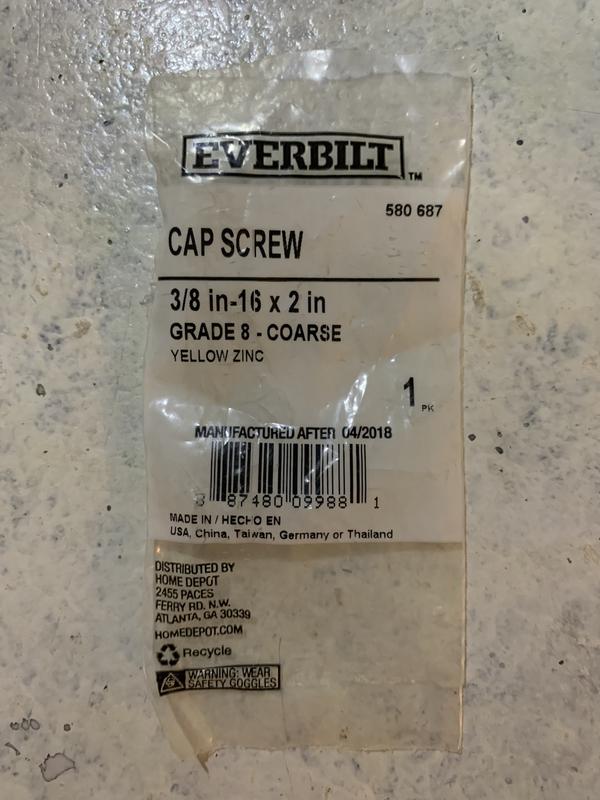 EVERBILT™
580 687
CAP SCREW
3/8 in-16 x 2 in
GRADE 8 - COARSE
YELLOW ZINC
1 PK
MANUFACTURED AFTER 04/2018
8 87480 09988 1
MADE IN / HECHO EN
USA, China, Taiwan, Germany or Thailand
DISTRIBUTED BY
HOME DEPOT
2455 PACES
FERRY RD. N.W.
ATLANTA, GA 30339
HOMEDEPOT.COM
Recycle
WARNING: WEAR
SAFETY GOGGLES